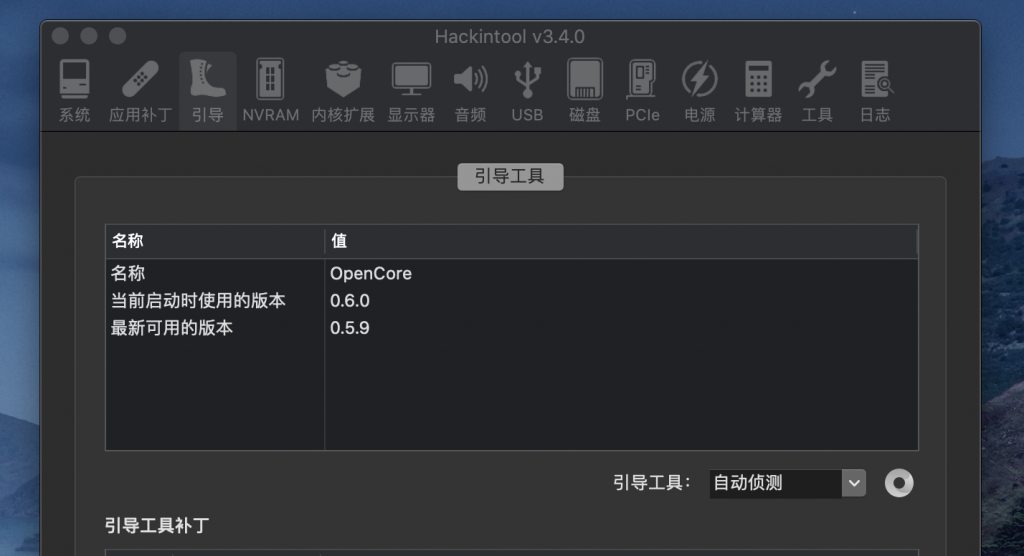 Hackintool v3.4.0
系统 应用补丁 引导 NVRAM 内核扩展 显示器 音频 USB 磁盘 PCIe 电源 计算器 工具 日志
引导工具
名称 值
名称 OpenCore
当前启动时使用的版本 0.6.0
最新可用的版本 0.5.9
引导工具： 自动侦测
引导工具补丁